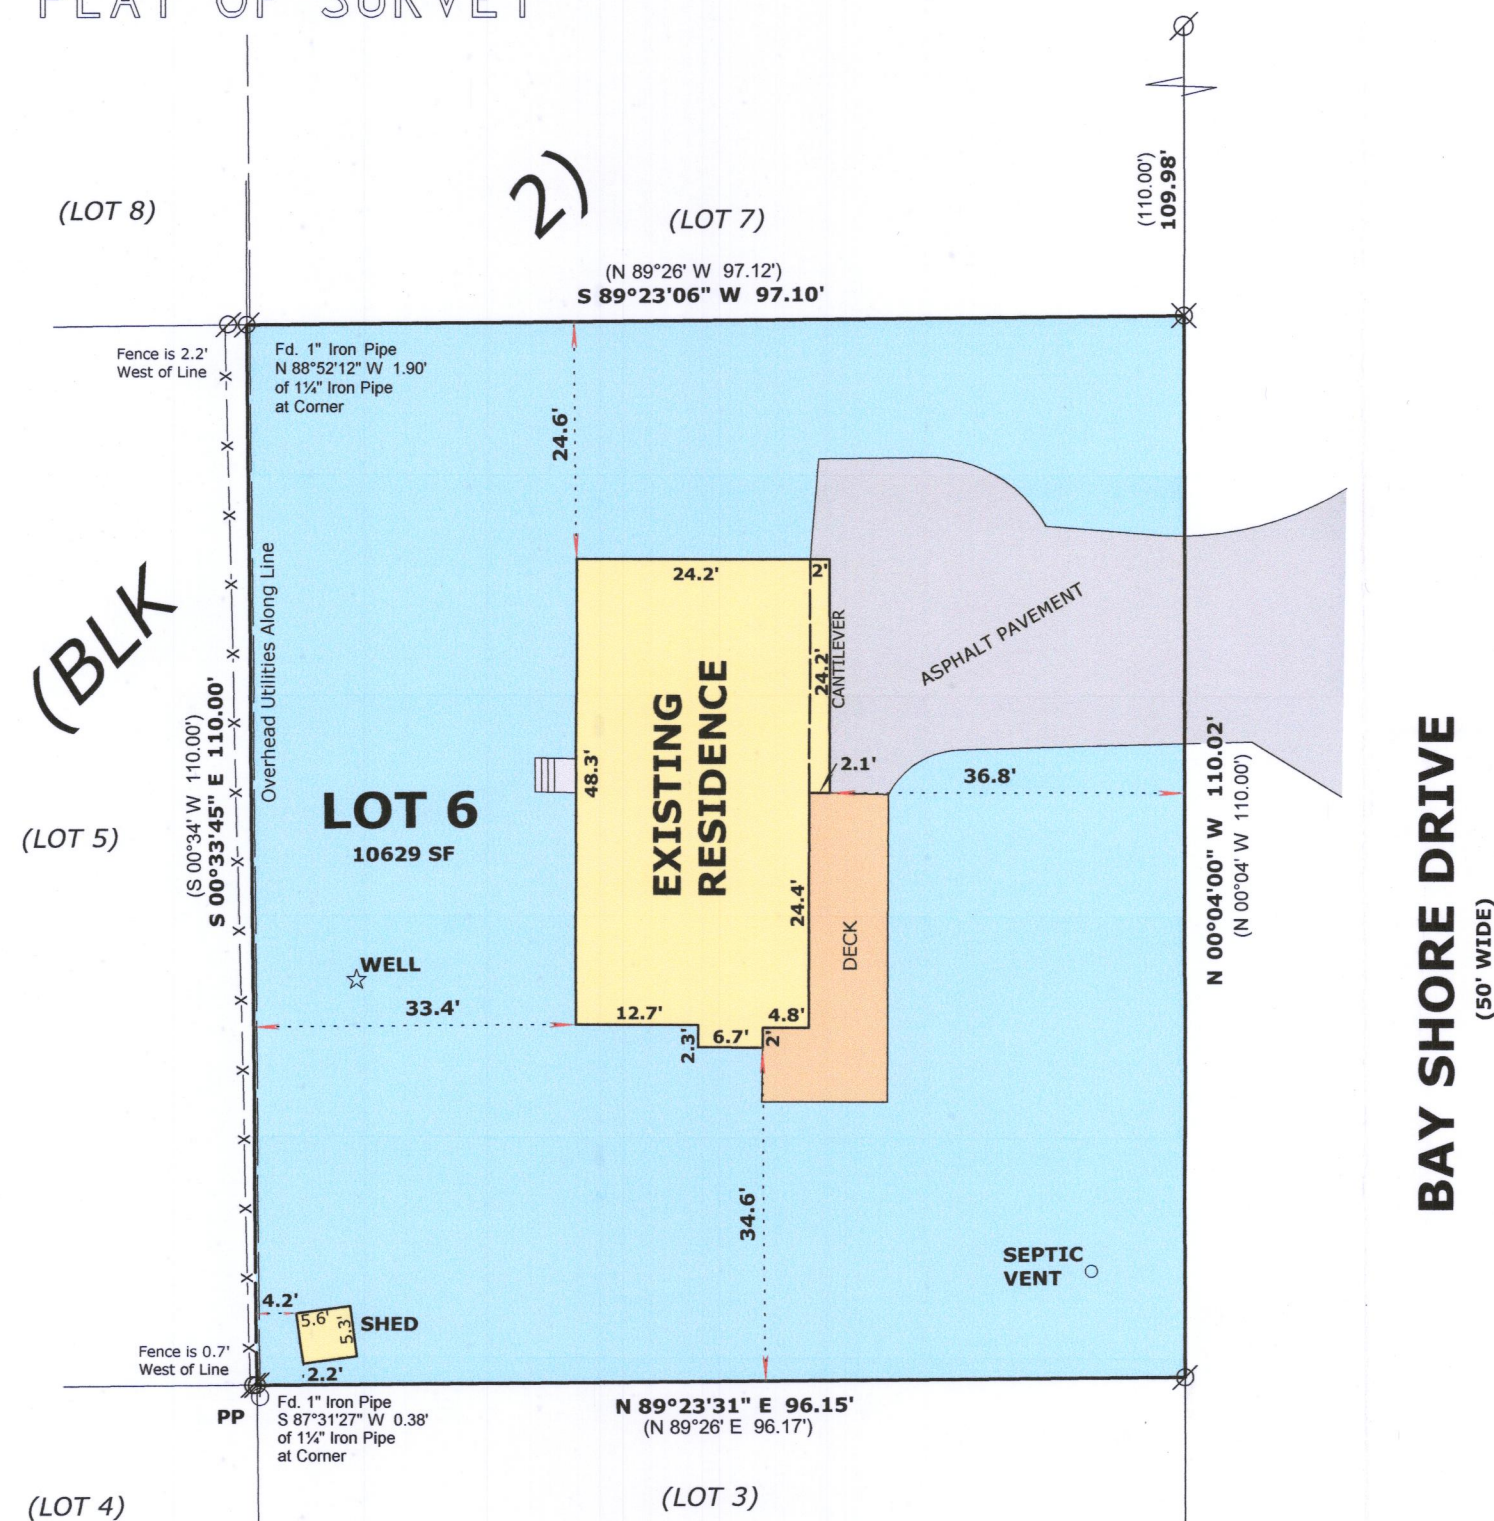 PLAT OF SURVEY
(110.00')
109.98'
(LOT 8)
2)
(LOT 7)
(N 89°26' W 97.12')
S 89°23'06" W 97.10'
Fence is 2.2'
West of Line
Fd. 1" Iron Pipe
N 88°52'12" W 1.90'
of 1¼" Iron Pipe
at Corner
24.6'
24.2'
2'
(BLK
Overhead Utilities Along Line
CANTILEVER
24.2'
ASPHALT PAVEMENT
EXISTING
RESIDENCE
48.3'
2.1'
36.8'
(S 00°34' W 110.00')
S 00°33'45" E 110.00'
LOT 6
10629 SF
(LOT 5)
N 00°04'00" W 110.02'
(N 00°04' W 110.00')
BAY SHORE DRIVE
(50' WIDE)
24.4'
DECK
WELL
33.4'
12.7'
4.8'
2.3'
6.7'
2'
34.6'
SEPTIC
VENT
4.2'
5.6'
5.3'
SHED
2.2'
Fence is 0.7'
West of Line
PP
Fd. 1" Iron Pipe
S 87°31'27" W 0.38'
of 1¼" Iron Pipe
at Corner
N 89°23'31" E 96.15'
(N 89°26' E 96.17')
(LOT 4)
(LOT 3)